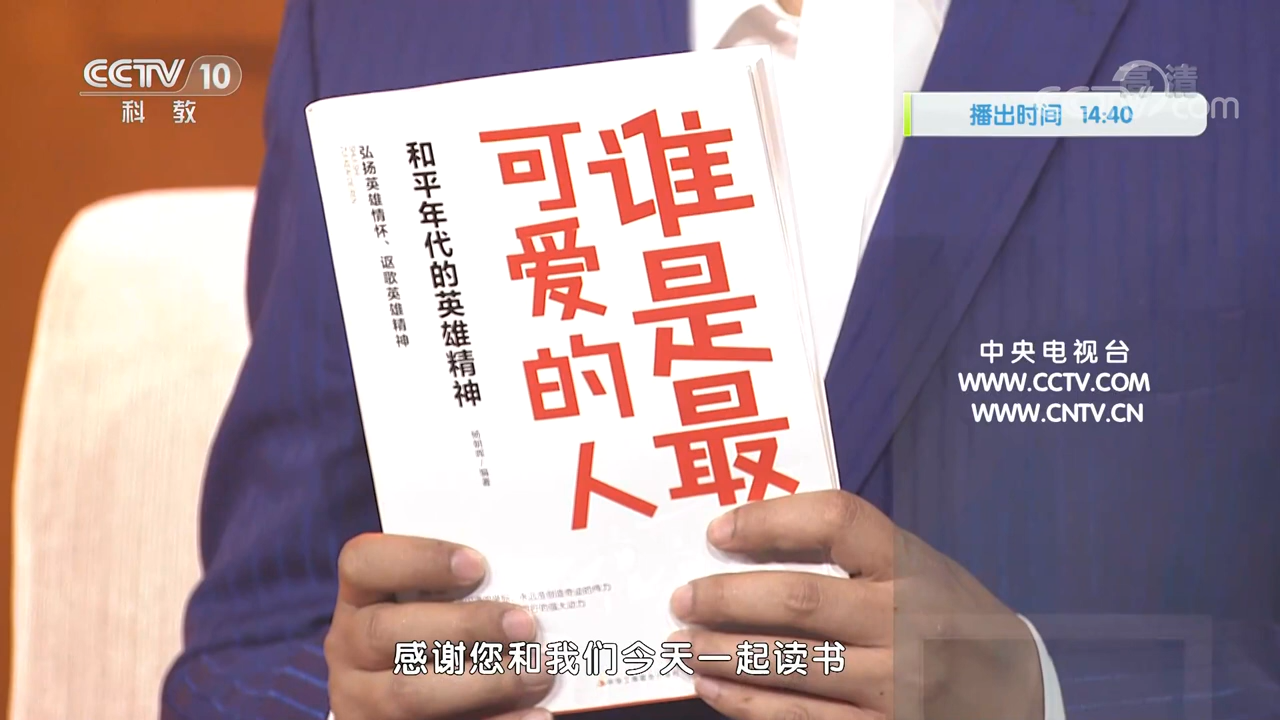 CCTV 10
科教
高清
播出时间 14:40
谁是最
可爱的人
和平年代的英雄精神
弘扬英雄情怀、讴歌英雄精神
编著
中央电视台
WWW.CCTV.COM
WWW.CNTV.CN
感谢您和我们今天一起读书